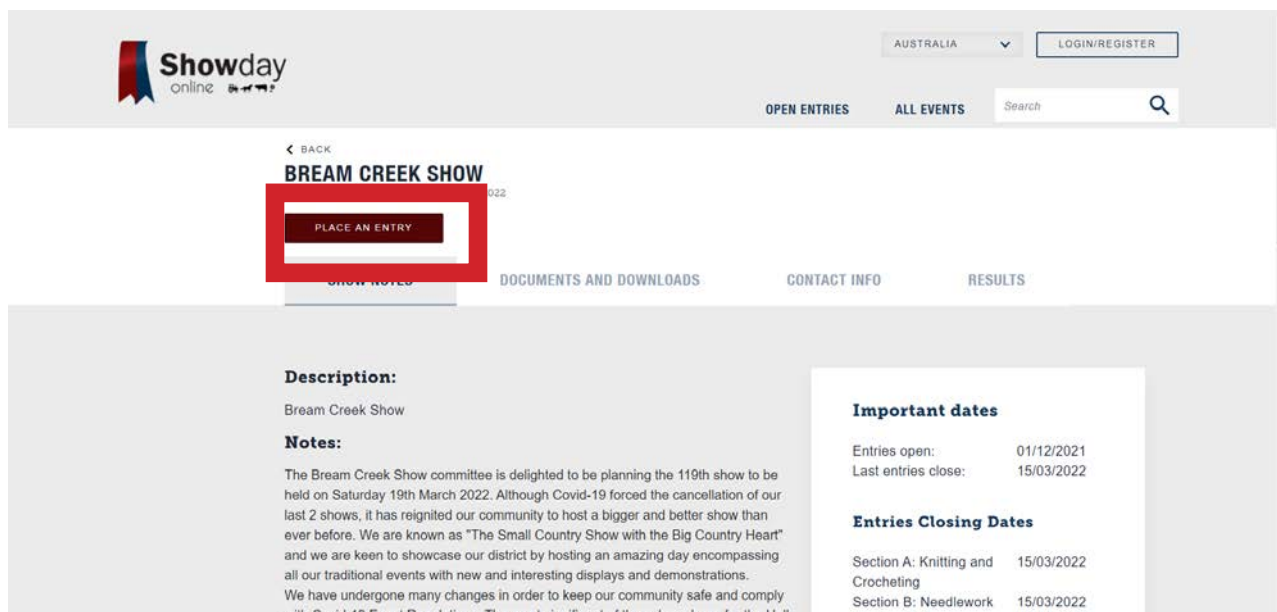 Showday
online
AUSTRALIA
LOGIN/REGISTER
OPEN ENTRIES
ALL EVENTS
Search
BACK
BREAM CREEK SHOW
022
PLACE AN ENTRY
SHOW NOTES
DOCUMENTS AND DOWNLOADS
CONTACT INFO
RESULTS
Description:
Bream Creek Show
Notes:
The Bream Creek Show committee is delighted to be planning the 119th show to be
held on Saturday 19th March 2022. Although Covid-19 forced the cancellation of our
last 2 shows, it has reignited our community to host a bigger and better show than
ever before. We are known as "The Small Country Show with the Big Country Heart"
and we are keen to showcase our district by hosting an amazing day encompassing
all our traditional events with new and interesting displays and demonstrations.
We have undergone many changes in order to keep our community safe and comply
Important dates
Entries open: 01/12/2021
Last entries close: 15/03/2022
Entries Closing Dates
Section A: Knitting and 15/03/2022
Crocheting
Section B: Needlework 15/03/2022